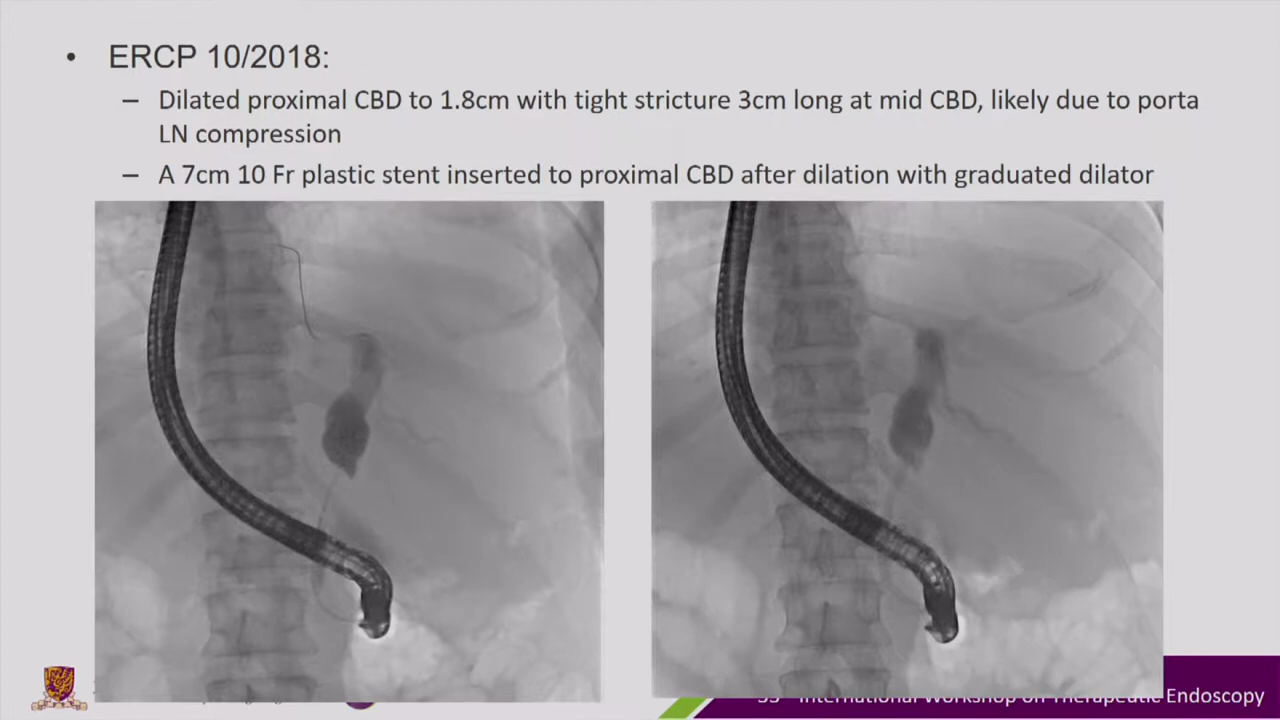 • ERCP 10/2018:
– Dilated proximal CBD to 1.8cm with tight stricture 3cm long at mid CBD, likely due to porta
LN compression
– A 7cm 10 Fr plastic stent inserted to proximal CBD after dilation with graduated dilator
International Workshop on Therapeutic Endoscopy